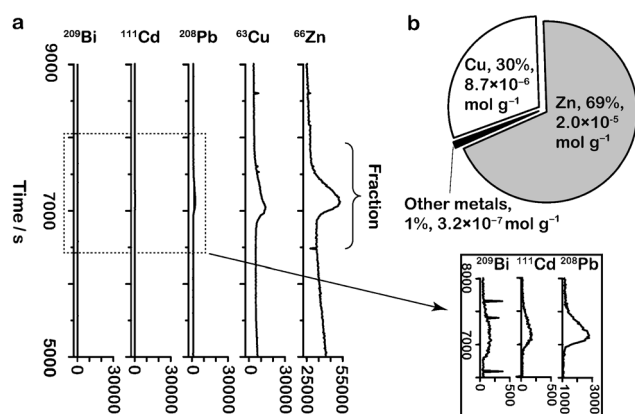 a
²⁰⁹Bi ¹¹¹Cd ²⁰⁸Pb ⁶³Cu ⁶⁶Zn
9000
7000
5000
Time / s
Fraction
0 30000
0 30000
0 30000
0 30000
25000 55000
b
Cu, 30%,
8.7×10⁻⁶
mol g⁻¹
Zn, 69%,
2.0×10⁻⁵
mol g⁻¹
Other metals,
1%, 3.2×10⁻⁷ mol g⁻¹
²⁰⁹Bi ¹¹¹Cd ²⁰⁸Pb
8000
7000
0 500
0 500
1000 3000